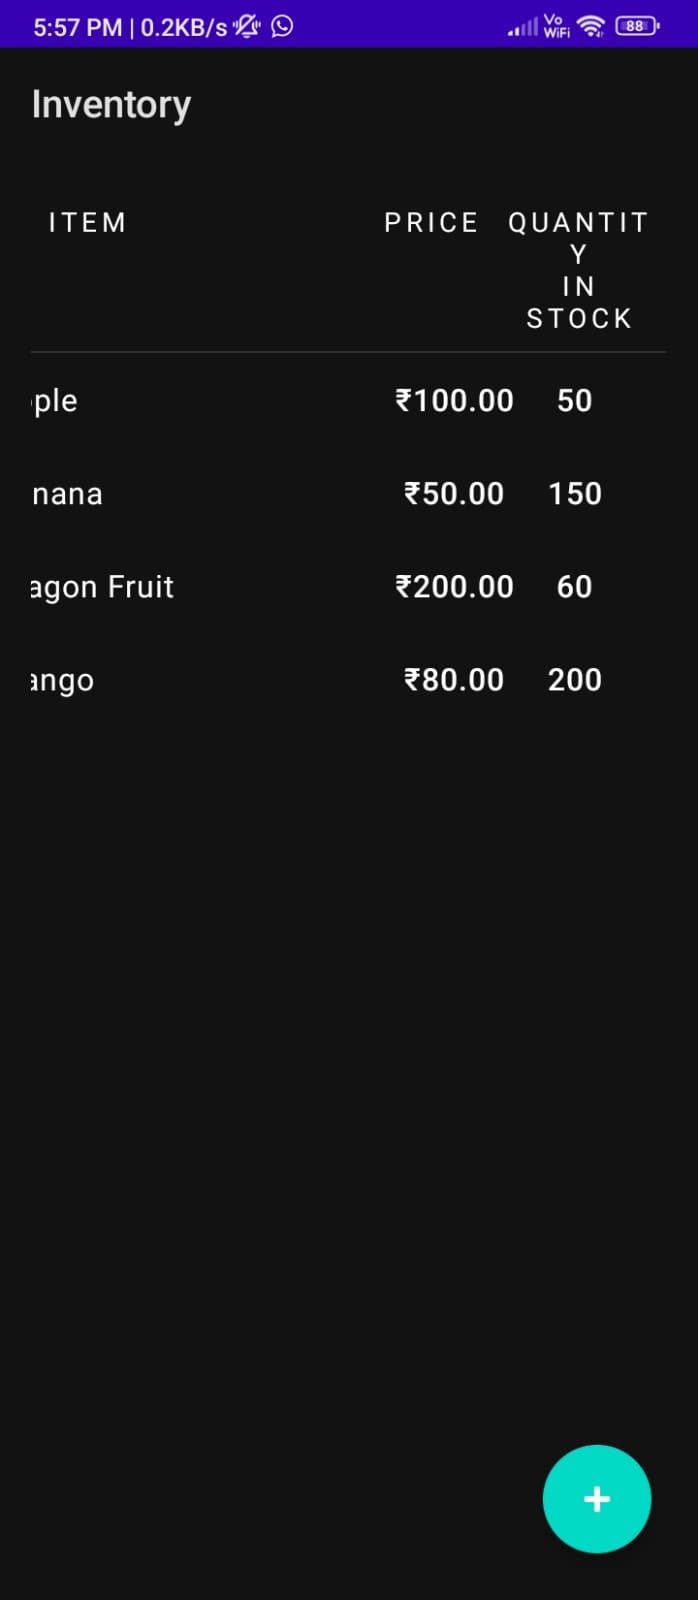 5:57 PM | 0.2KB/s
Vo
WiFi
88
Inventory
ITEM PRICE QUANTIT
Y
IN
STOCK
ple ₹100.00 50
nana ₹50.00 150
agon Fruit ₹200.00 60
ango ₹80.00 200
+